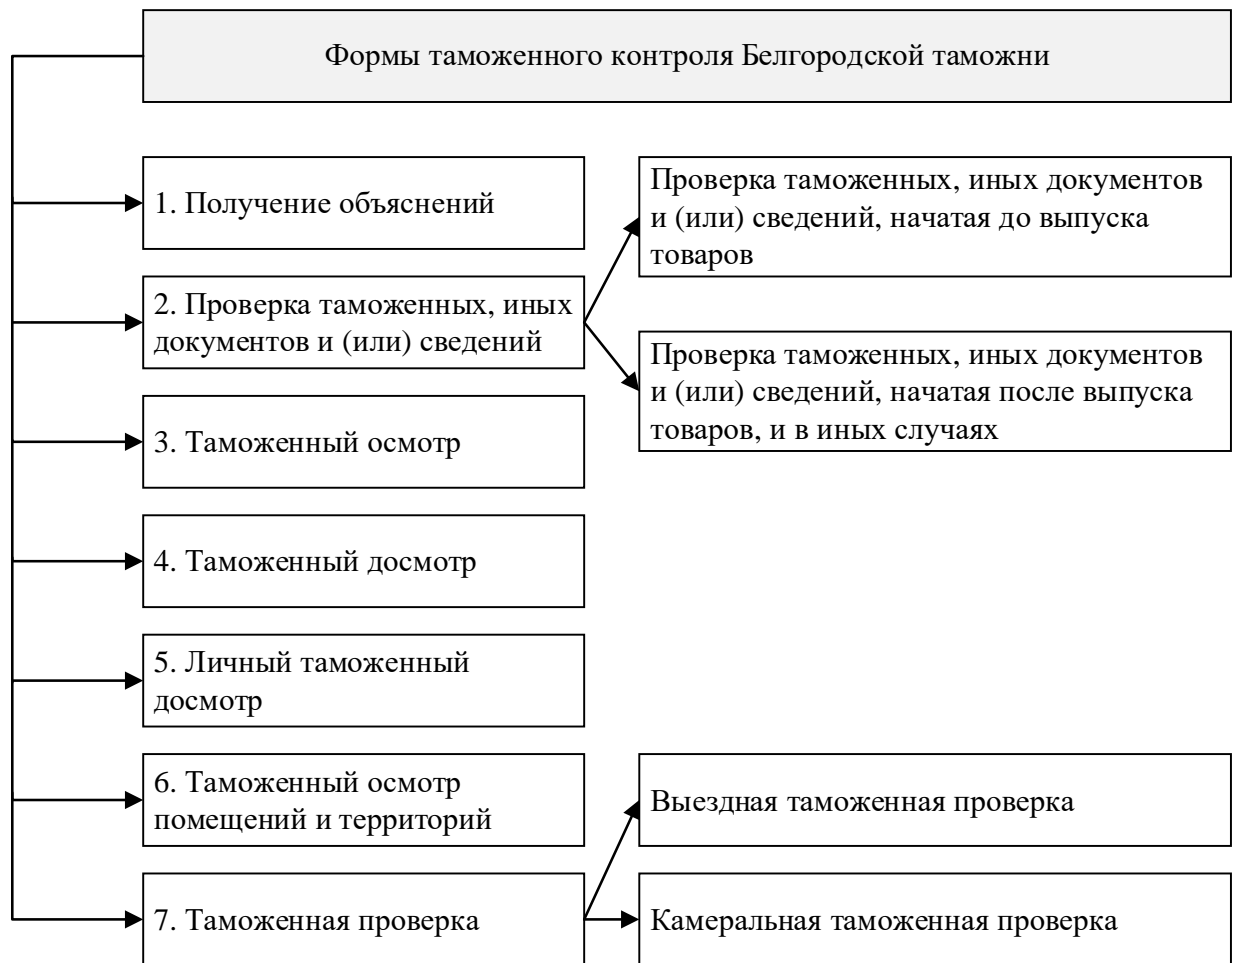 Формы таможенного контроля Белгородской таможни
1. Получение объяснений
Проверка таможенных, иных документов
и (или) сведений, начатая до выпуска
товаров
2. Проверка таможенных, иных
документов и (или) сведений
Проверка таможенных, иных документов
и (или) сведений, начатая после выпуска
товаров, и в иных случаях
3. Таможенный осмотр
4. Таможенный досмотр
5. Личный таможенный
досмотр
6. Таможенный осмотр
помещений и территорий
Выездная таможенная проверка
7. Таможенная проверка
Камеральная таможенная проверка